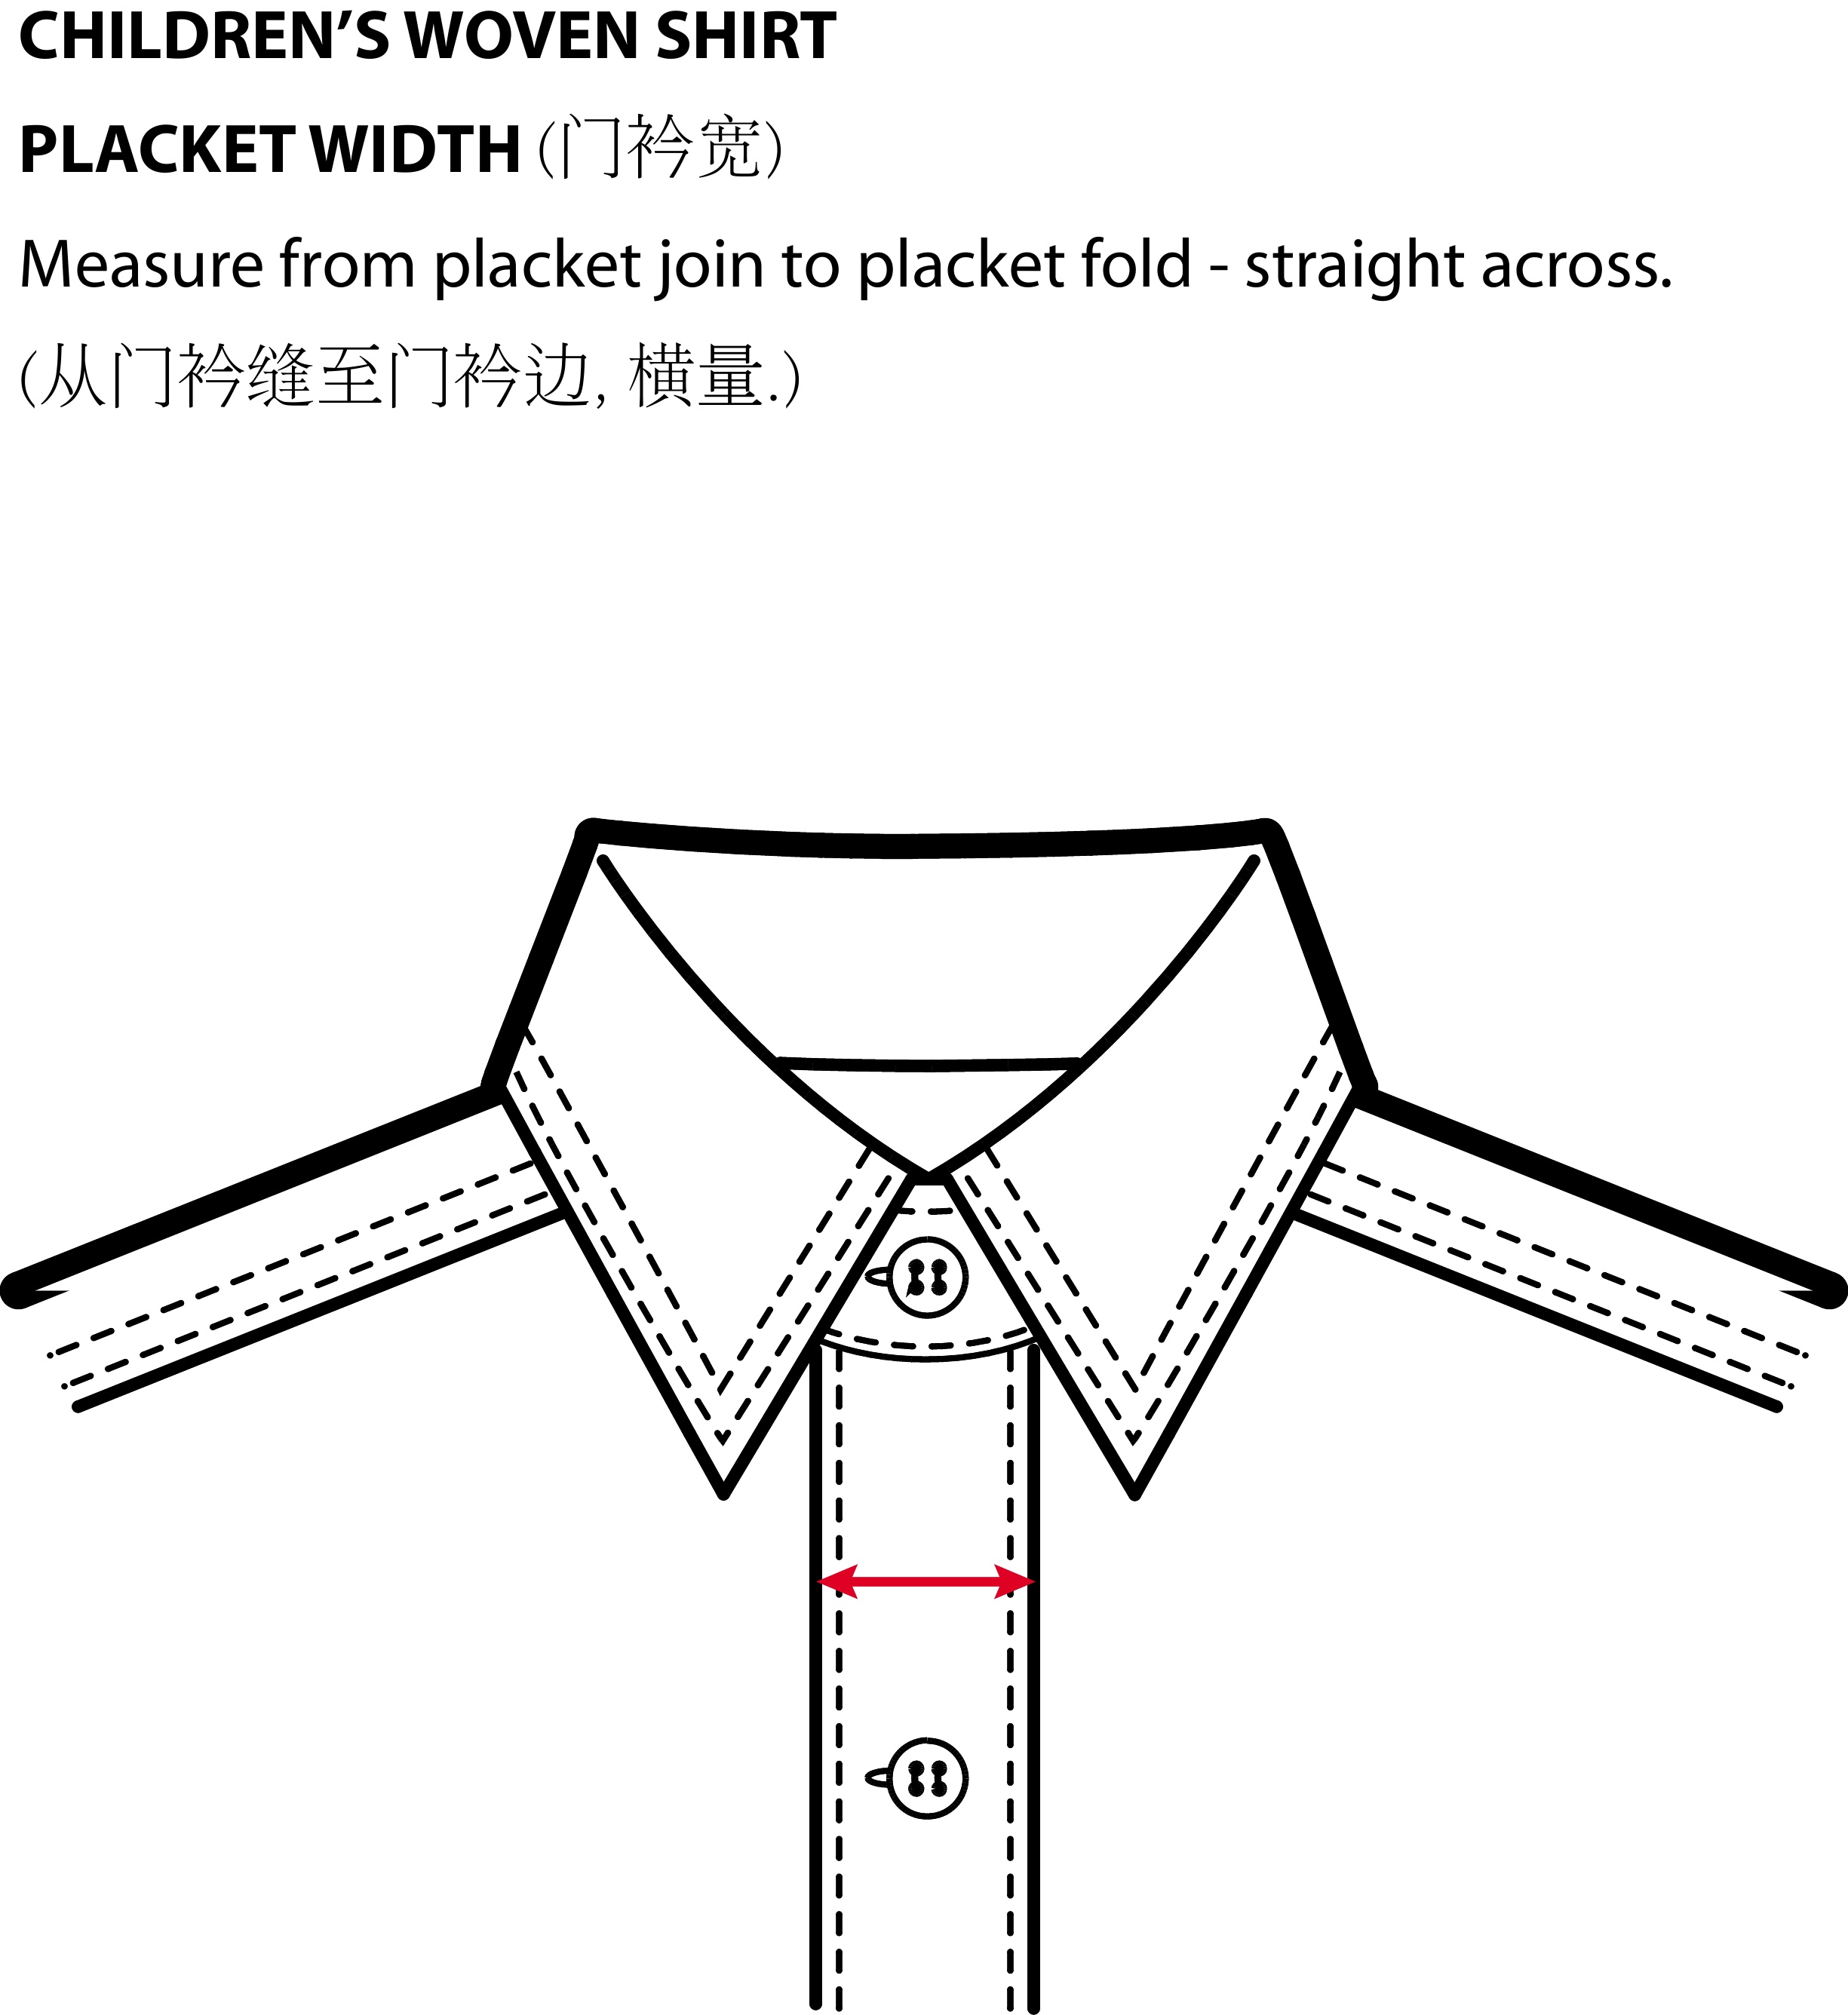 CHILDREN’S WOVEN SHIRT
PLACKET WIDTH (门衿宽)
Measure from placket join to placket fold - straight across.
(从门衿缝至门衿边, 横量.)